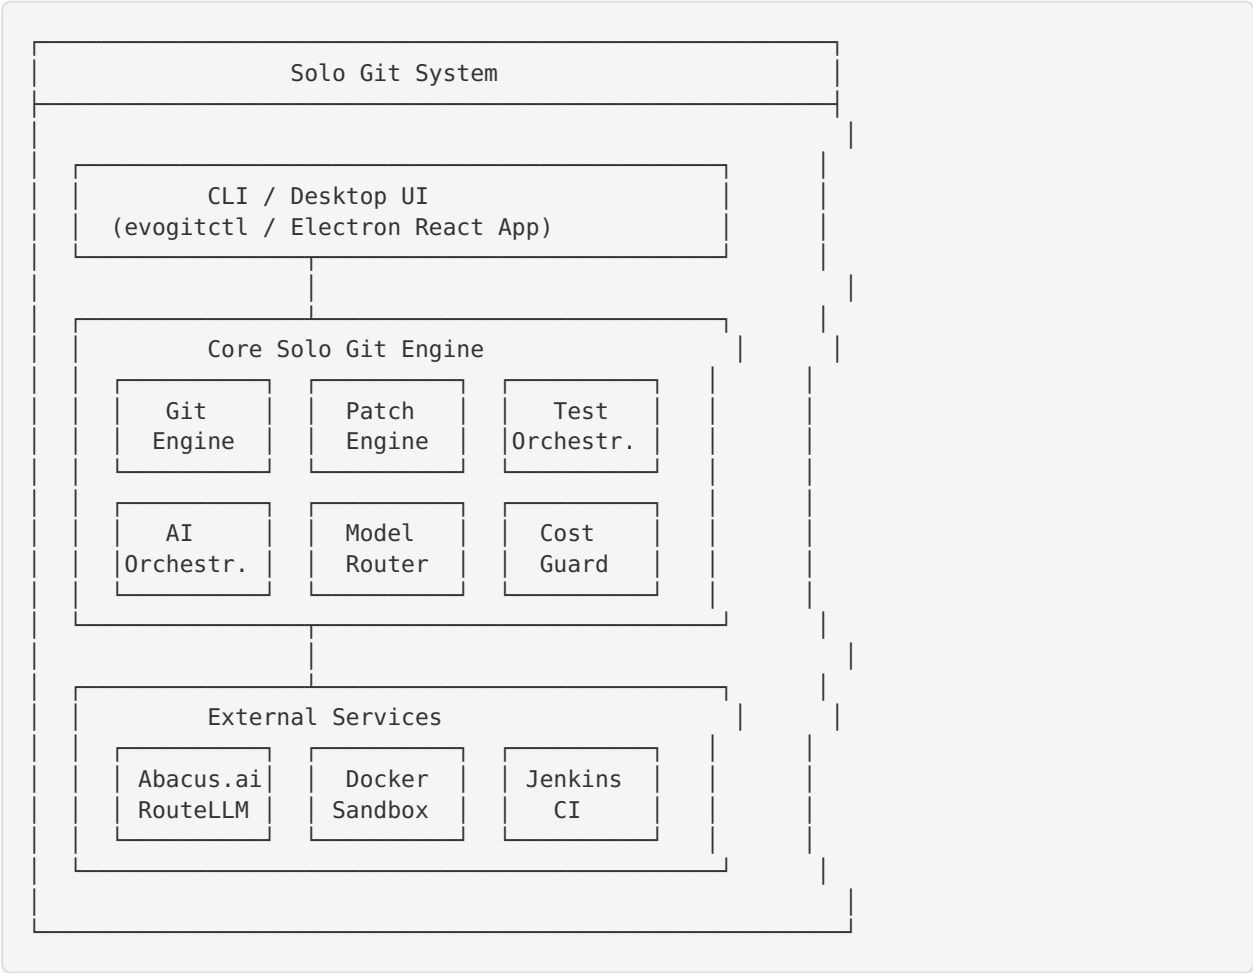 Solo Git System
CLI / Desktop UI
(evogitctl / Electron React App)
Core Solo Git Engine
Git Patch Test
Engine Engine Orchestr.
AI Model Cost
Orchestr. Router Guard
External Services
Abacus.ai Docker Jenkins
RouteLLM Sandbox CI